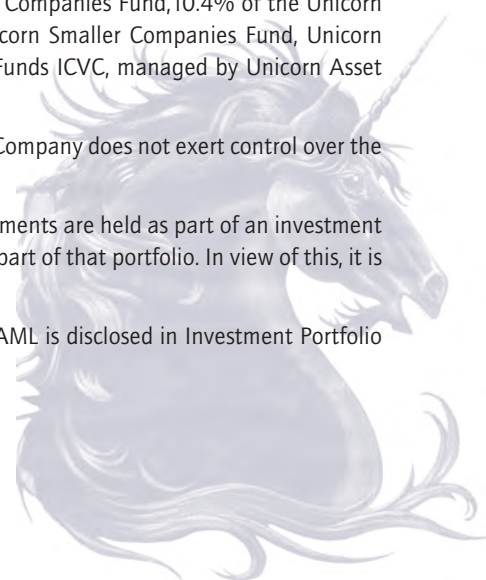 Companies Fund, 10.4% of the Unicorn
icorn Smaller Companies Fund, Unicorn
Funds ICVC, managed by Unicorn Asset
Company does not exert control over the
ments are held as part of an investment
part of that portfolio. In view of this, it is
AML is disclosed in Investment Portfolio